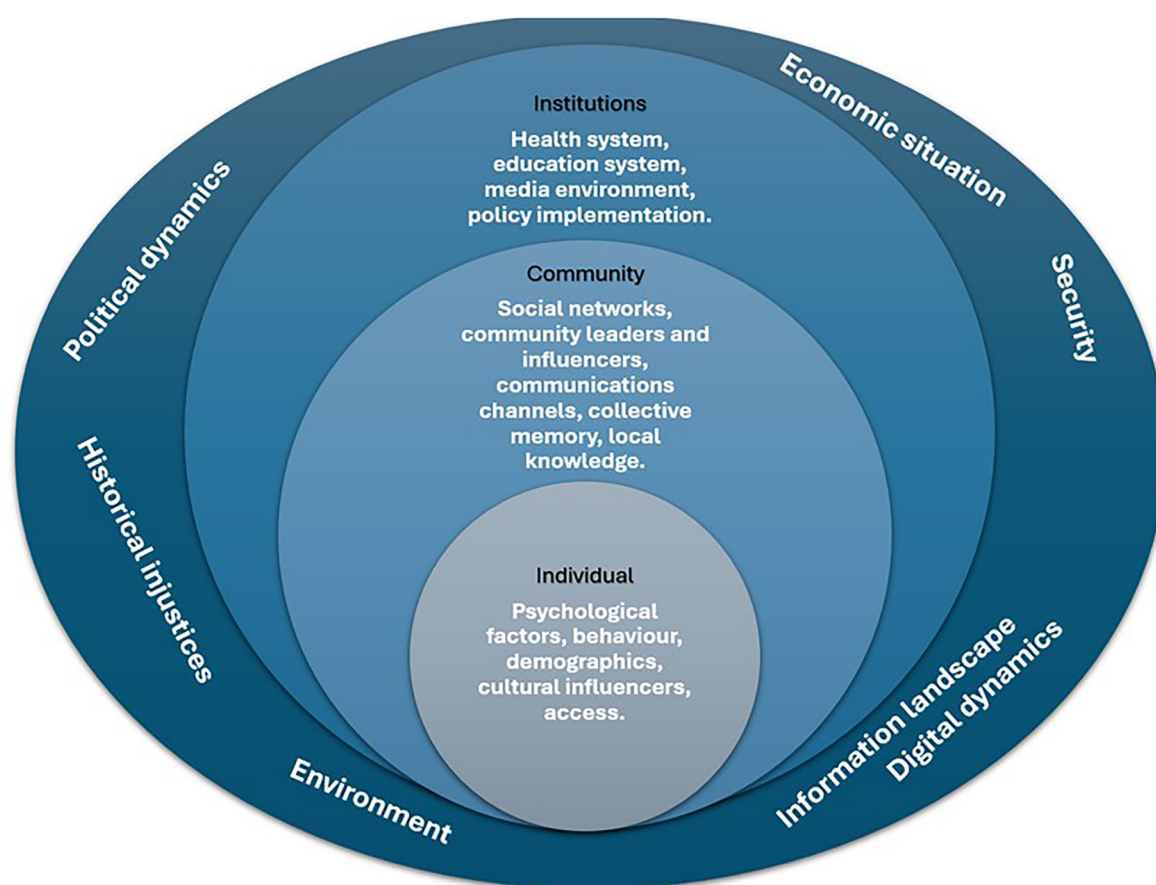 Economic situation
Institutions
Health system,
education system,
media environment,
policy implementation.
Political dynamics
Security
Community
Social networks,
community leaders and
influencers,
communications
channels, collective
memory, local
knowledge.
Historical injustices
Individual
Psychological
factors, behaviour,
demographics,
cultural influencers,
access.
Information landscape
Digital dynamics
Environment